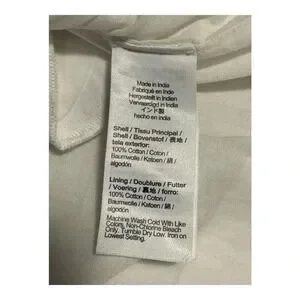 Made in India
Fabriqué en Inde
Hergestellt in Indien
Vervaardigd in India
インド製
hecho en india
Shell / Tissu Principal /
Shell / Bovenstof / 表地 /
tela exterior:
100% Cotton / Coton /
Baumwolle / Katoen / 綿 /
algodón
Lining / Doublure / Futter
/ Voering / 裏地 / forro:
100% Cotton / Coton /
Baumwolle / Katoen / 綿 /
algodón
Machine Wash Cold With Like
Colors, Non-Chlorine Bleach
Only, Tumble Dry Low. Iron on
Lowest Setting.